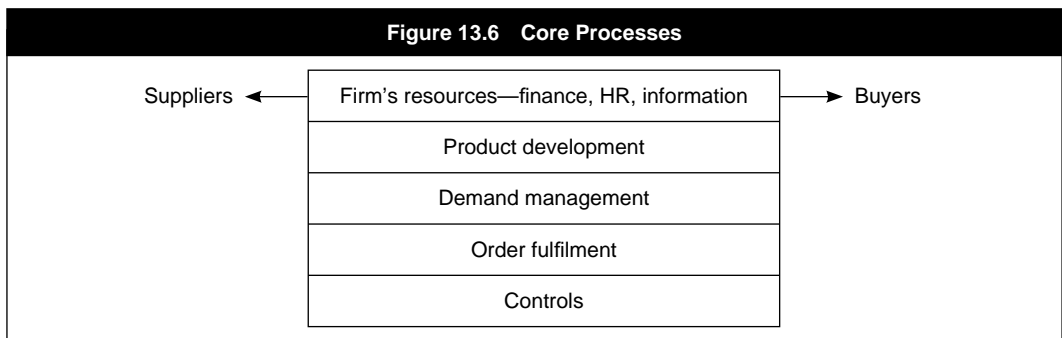 Figure 13.6 Core Processes
Suppliers Firm's resources—finance, HR, information Buyers
Product development
Demand management
Order fulfilment
Controls